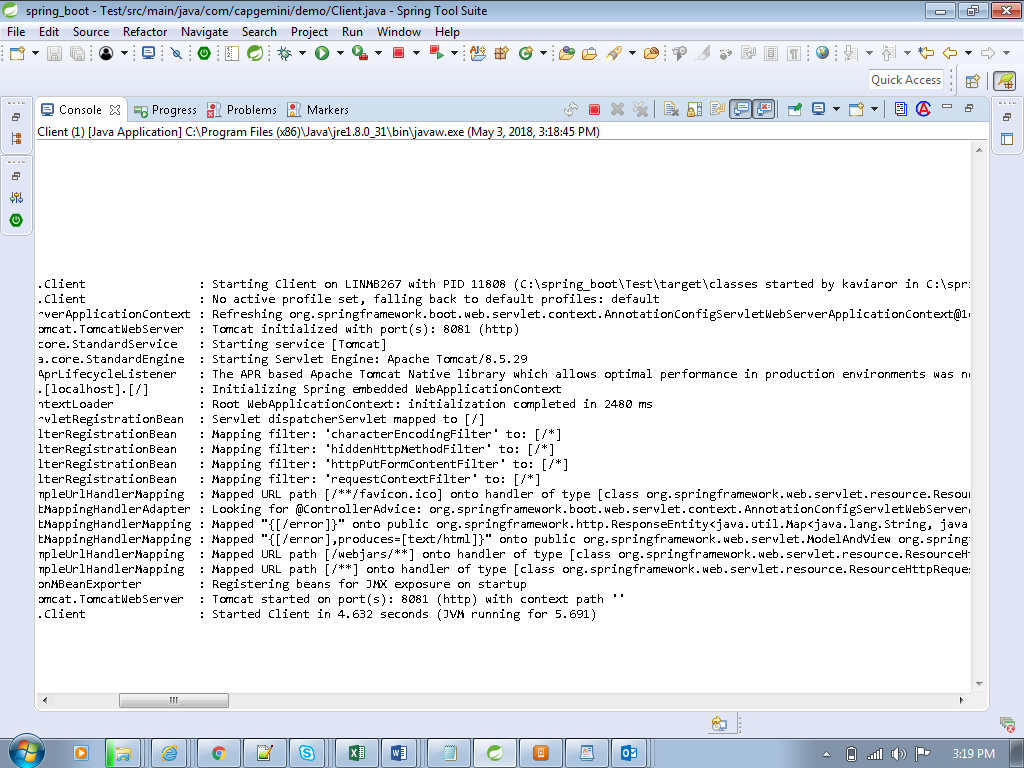 spring_boot - Test/src/main/java/com/capgemini/demo/Client.java - Spring Tool Suite
File Edit Source Refactor Navigate Search Project Run Window Help
Quick Access
Console Progress Problems Markers
Client (1) [Java Application] C:\Program Files (x86)\Java\jre1.8.0_31\bin\javaw.exe (May 3, 2018, 3:18:45 PM)
.Client : Starting Client on LINMB267 with PID 11808 (C:\spring_boot\Test\target\classes started by kaviaror in C:\spri
.Client : No active profile set, falling back to default profiles: default
rverApplicationContext : Refreshing org.springframework.boot.web.servlet.context.AnnotationConfigServletWebServerApplicationContext@1
omcat.TomcatWebServer : Tomcat initialized with port(s): 8081 (http)
core.StandardService : Starting service [Tomcat]
a.core.StandardEngine : Starting Servlet Engine: Apache Tomcat/8.5.29
AprLifecycleListener : The APR based Apache Tomcat Native library which allows optimal performance in production environments was no
.[localhost].[/] : Initializing Spring embedded WebApplicationContext
ntextLoader : Root WebApplicationContext: initialization completed in 2480 ms
rvletRegistrationBean : Servlet dispatcherServlet mapped to [/]
lterRegistrationBean : Mapping filter: 'characterEncodingFilter' to: [/*]
lterRegistrationBean : Mapping filter: 'hiddenHttpMethodFilter' to: [/*]
lterRegistrationBean : Mapping filter: 'httpPutFormContentFilter' to: [/*]
lterRegistrationBean : Mapping filter: 'requestContextFilter' to: [/*]
mpleUrlHandlerMapping : Mapped URL path [/**/favicon.ico] onto handler of type [class org.springframework.web.servlet.resource.Resou
tMappingHandlerAdapter : Looking for @ControllerAdvice: org.springframework.boot.web.servlet.context.AnnotationConfigServletWebServer
tMappingHandlerMapping : Mapped "{[/error]}" onto public org.springframework.http.ResponseEntity<java.util.Map<java.lang.String, java
tMappingHandlerMapping : Mapped "{[/error],produces=[text/html]}" onto public org.springframework.web.servlet.ModelAndView org.spring
mpleUrlHandlerMapping : Mapped URL path [/webjars/**] onto handler of type [class org.springframework.web.servlet.resource.ResourceH
mpleUrlHandlerMapping : Mapped URL path [/**] onto handler of type [class org.springframework.web.servlet.resource.ResourceHttpReque
onMBeanExporter : Registering beans for JMX exposure on startup
omcat.TomcatWebServer : Tomcat started on port(s): 8081 (http) with context path ''
.Client : Started Client in 4.632 seconds (JVM running for 5.691)
3:19 PM